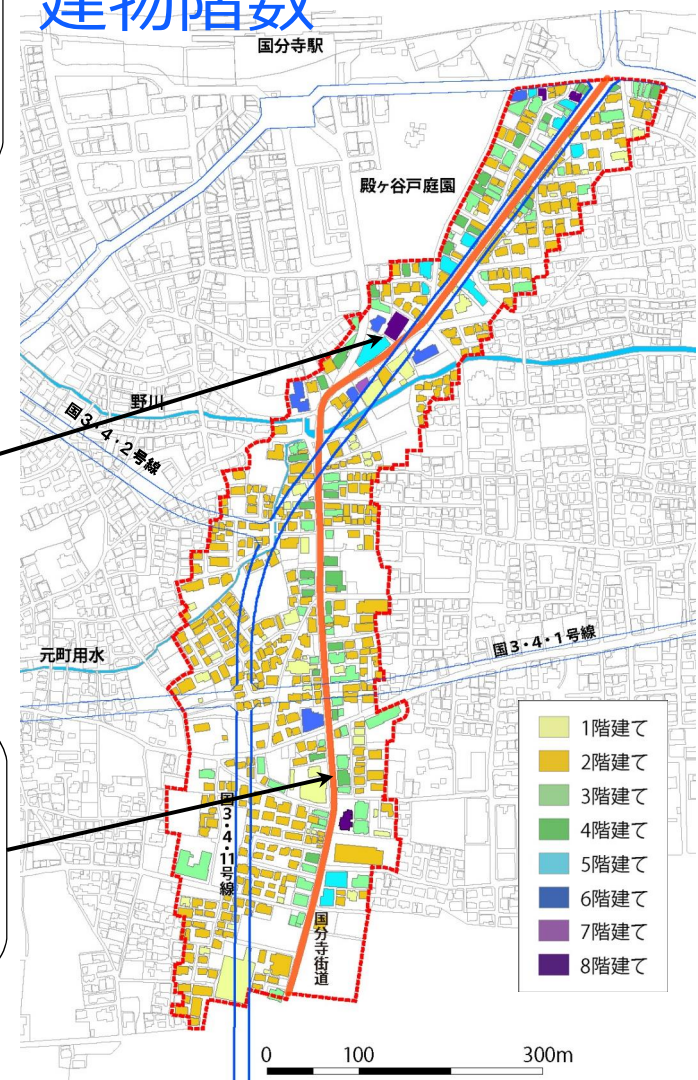 建物階数
国分寺駅
殿ヶ谷戸庭園
野川
国3・4・2号線
国3・4・1号線
元町用水
国3・4・11号線
国分寺街道
1階建て
2階建て
3階建て
4階建て
5階建て
6階建て
7階建て
8階建て
0 100 300m